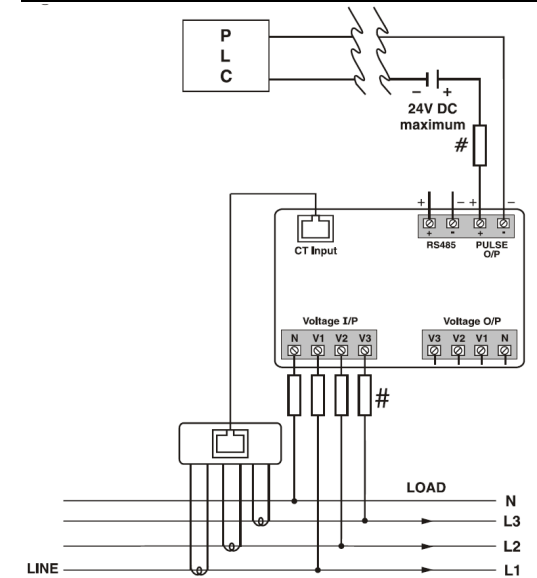 P
L
C
− +
24V DC
maximum
#
+ − + −
+ - + -
CT Input
RS485 PULSE
O/P
Voltage I/P
N V1 V2 V3
Voltage O/P
V3 V2 V1 N
#
LOAD
N
L3
L2
LINE L1